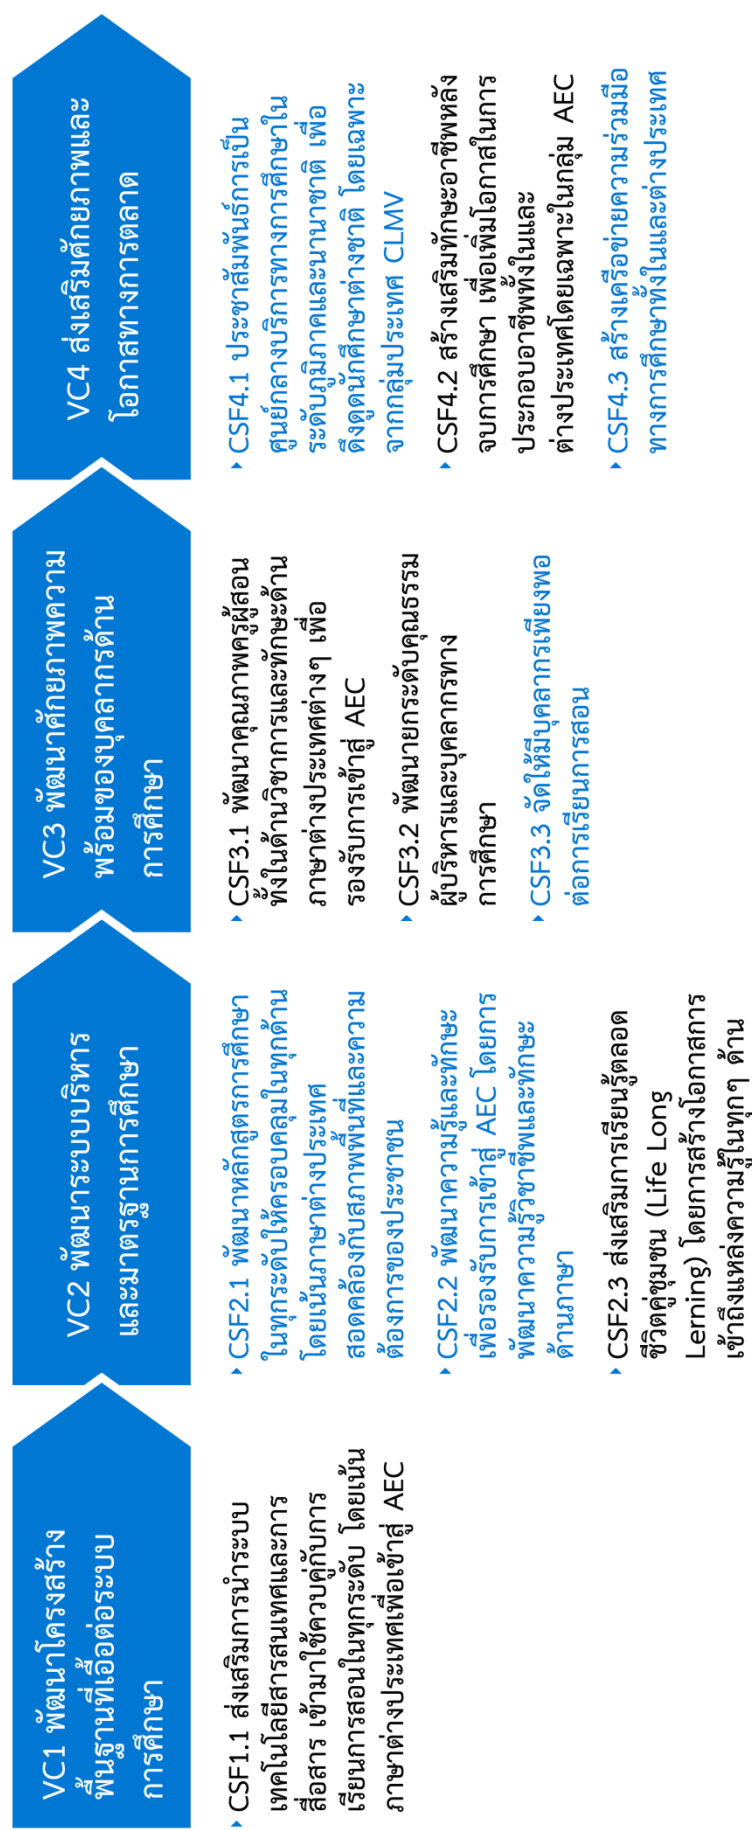 VC1 พัฒนาโครงสร้าง
พื้นฐานที่เอื้อต่อระบบ
การศึกษา
‣ CSF1.1 ส่งเสริมการนำระบบ
เทคโนโลยีสารสนเทศและการ
สื่อสาร เข้ามาใช้ควบคู่กับการ
เรียนการสอนในทุกระดับ โดยเน้น
ภาษาต่างประเทศเพื่อเข้าสู่ AEC
VC2 พัฒนาระบบบริหาร
และมาตรฐานการศึกษา
‣ CSF2.1 พัฒนาหลักสูตรการศึกษา
ในทุกระดับให้ครอบคลุมในทุกด้าน
โดยเน้นภาษาต่างประเทศ
สอดคล้องกับสภาพพื้นที่และความ
ต้องการของประชาชน
‣ CSF2.2 พัฒนาความรู้และทักษะ
เพื่อรองรับการเข้าสู่ AEC โดยการ
พัฒนาความรู้วิชาชีพและทักษะ
ด้านภาษา
‣ CSF2.3 ส่งเสริมการเรียนรู้ตลอด
ชีวิตคู่ชุมชน (Life Long
Lerning) โดยการสร้างโอกาสการ
เข้าถึงแหล่งความรู้ในทุกๆ ด้าน
VC3 พัฒนาศักยภาพความ
พร้อมของบุคลากรด้าน
การศึกษา
‣ CSF3.1 พัฒนาคุณภาพครูผู้สอน
ทั้งในด้านวิชาการและทักษะด้าน
ภาษาต่างประเทศต่างๆ เพื่อ
รองรับการเข้าสู่ AEC
‣ CSF3.2 พัฒนายกระดับคุณธรรม
ผู้บริหารและบุคลากรทาง
การศึกษา
‣ CSF3.3 จัดให้มีบุคลากรเพียงพอ
ต่อการเรียนการสอน
VC4 ส่งเสริมศักยภาพและ
โอกาสทางการตลาด
‣ CSF4.1 ประชาสัมพันธ์การเป็น
ศูนย์กลางบริการทางการศึกษาใน
ระดับภูมิภาคและนานาชาติ เพื่อ
ดึงดูดนักศึกษาต่างชาติ โดยเฉพาะ
จากกลุ่มประเทศ CLMV
‣ CSF4.2 สร้างเสริมทักษะอาชีพหลัง
จบการศึกษา เพื่อเพิ่มโอกาสในการ
ประกอบอาชีพทั้งในและ
ต่างประเทศโดยเฉพาะในกลุ่ม AEC
‣ CSF4.3 สร้างเครือข่ายความร่วมมือ
ทางการศึกษาทั้งในและต่างประเทศ